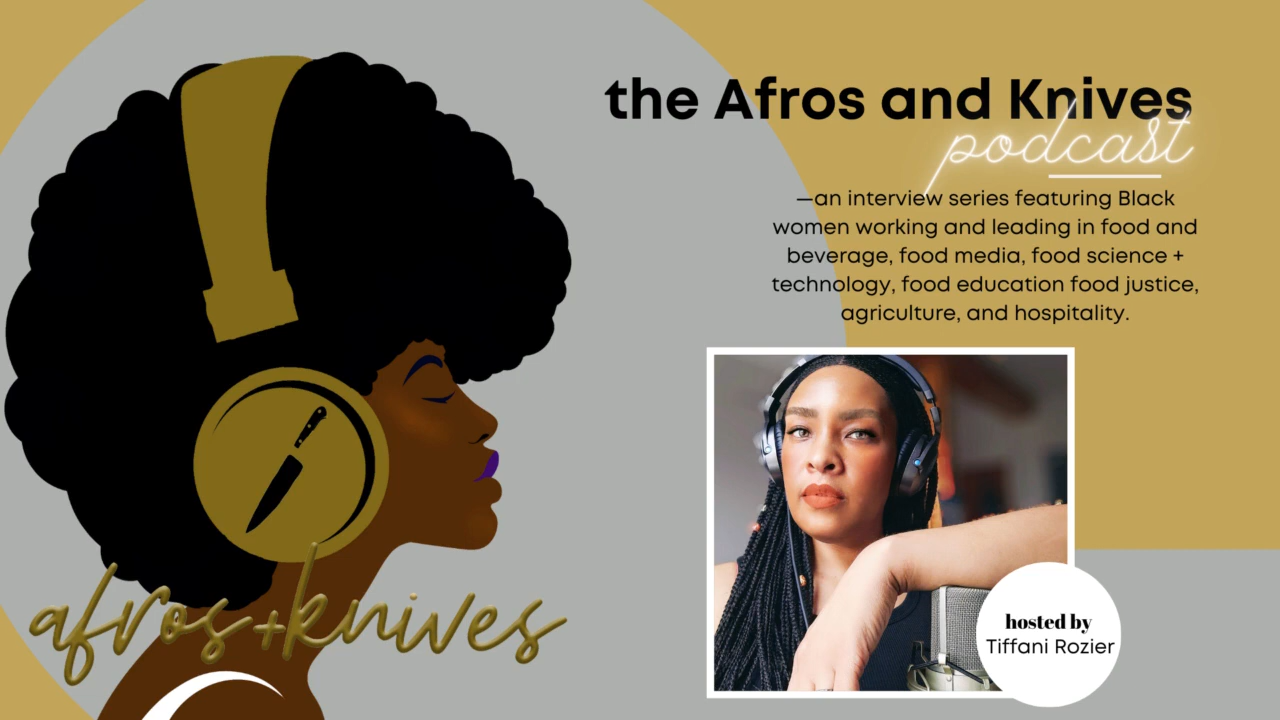 the Afros and Knives
podcast
—an interview series featuring Black
women working and leading in food and
beverage, food media, food science +
technology, food education food justice,
agriculture, and hospitality.
afros+knives
hosted by
Tiffani Rozier